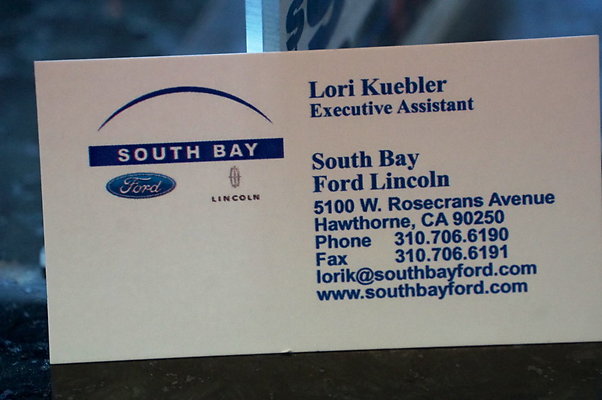 Lori Kuebler
Executive Assistant
SOUTH BAY
Ford
LINCOLN
South Bay
Ford Lincoln
5100 W. Rosecrans Avenue
Hawthorne, CA 90250
Phone 310.706.6190
Fax 310.706.6191
lorik@southbayford.com
www.southbayford.com